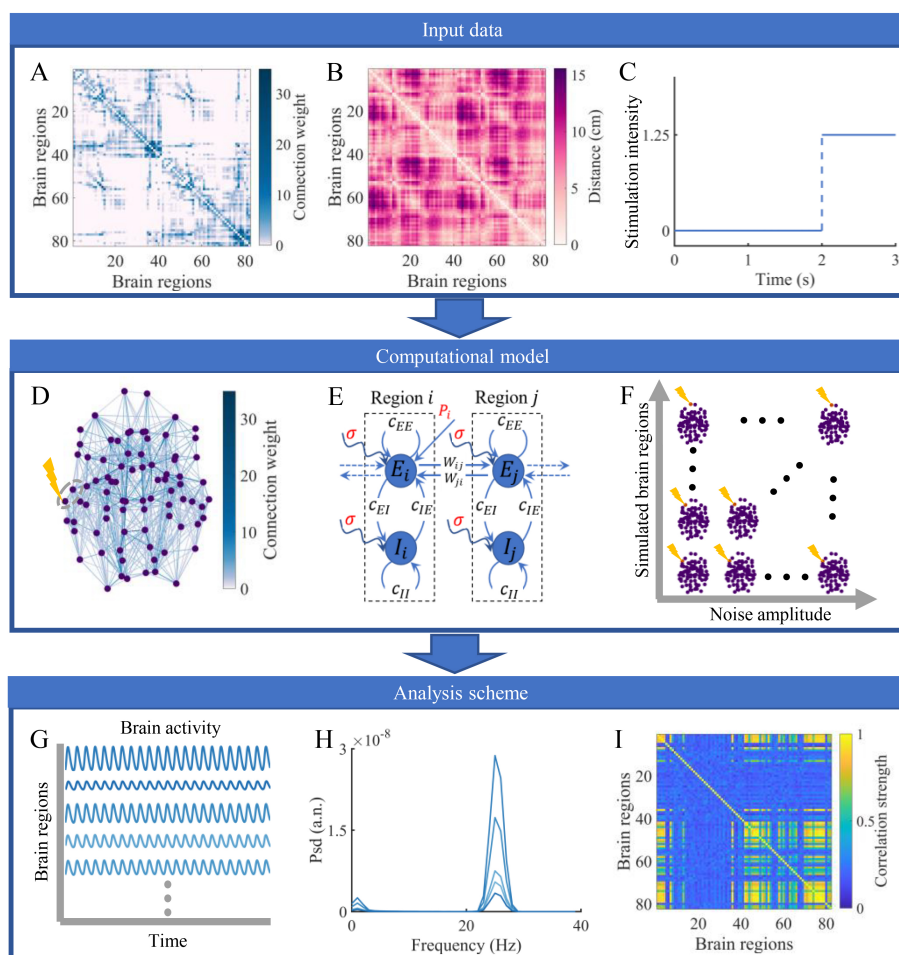 Input data
A
Brain regions
20
40
60
80
20 40 60 80
Brain regions
0
10
20
30
Connection weight
B
Brain regions
20
40
60
80
20 40 60 80
Brain regions
15
10
5
0
Distance (cm)
C
Stimulation intensity
1.25
0
0 1 2 3
Time (s)
Computational model
D
30
20
10
0
Connection weight
E
Region i Region j
P_i
σ c_EE σ c_EE
E_i W_ij E_j
W_ji
c_EI c_IE c_EI c_IE
σ σ
I_i I_j
c_II c_II
F
Simulated brain regions
Noise amplitude
Analysis scheme
G
Brain activity
Brain regions
Time
H
×10⁻⁸
3
1.5
0
Psd (a.n.)
0 20 40
Frequency (Hz)
I
Brain regions
20
40
60
80
20 40 60 80
Brain regions
1
0.5
0
Correlation strength